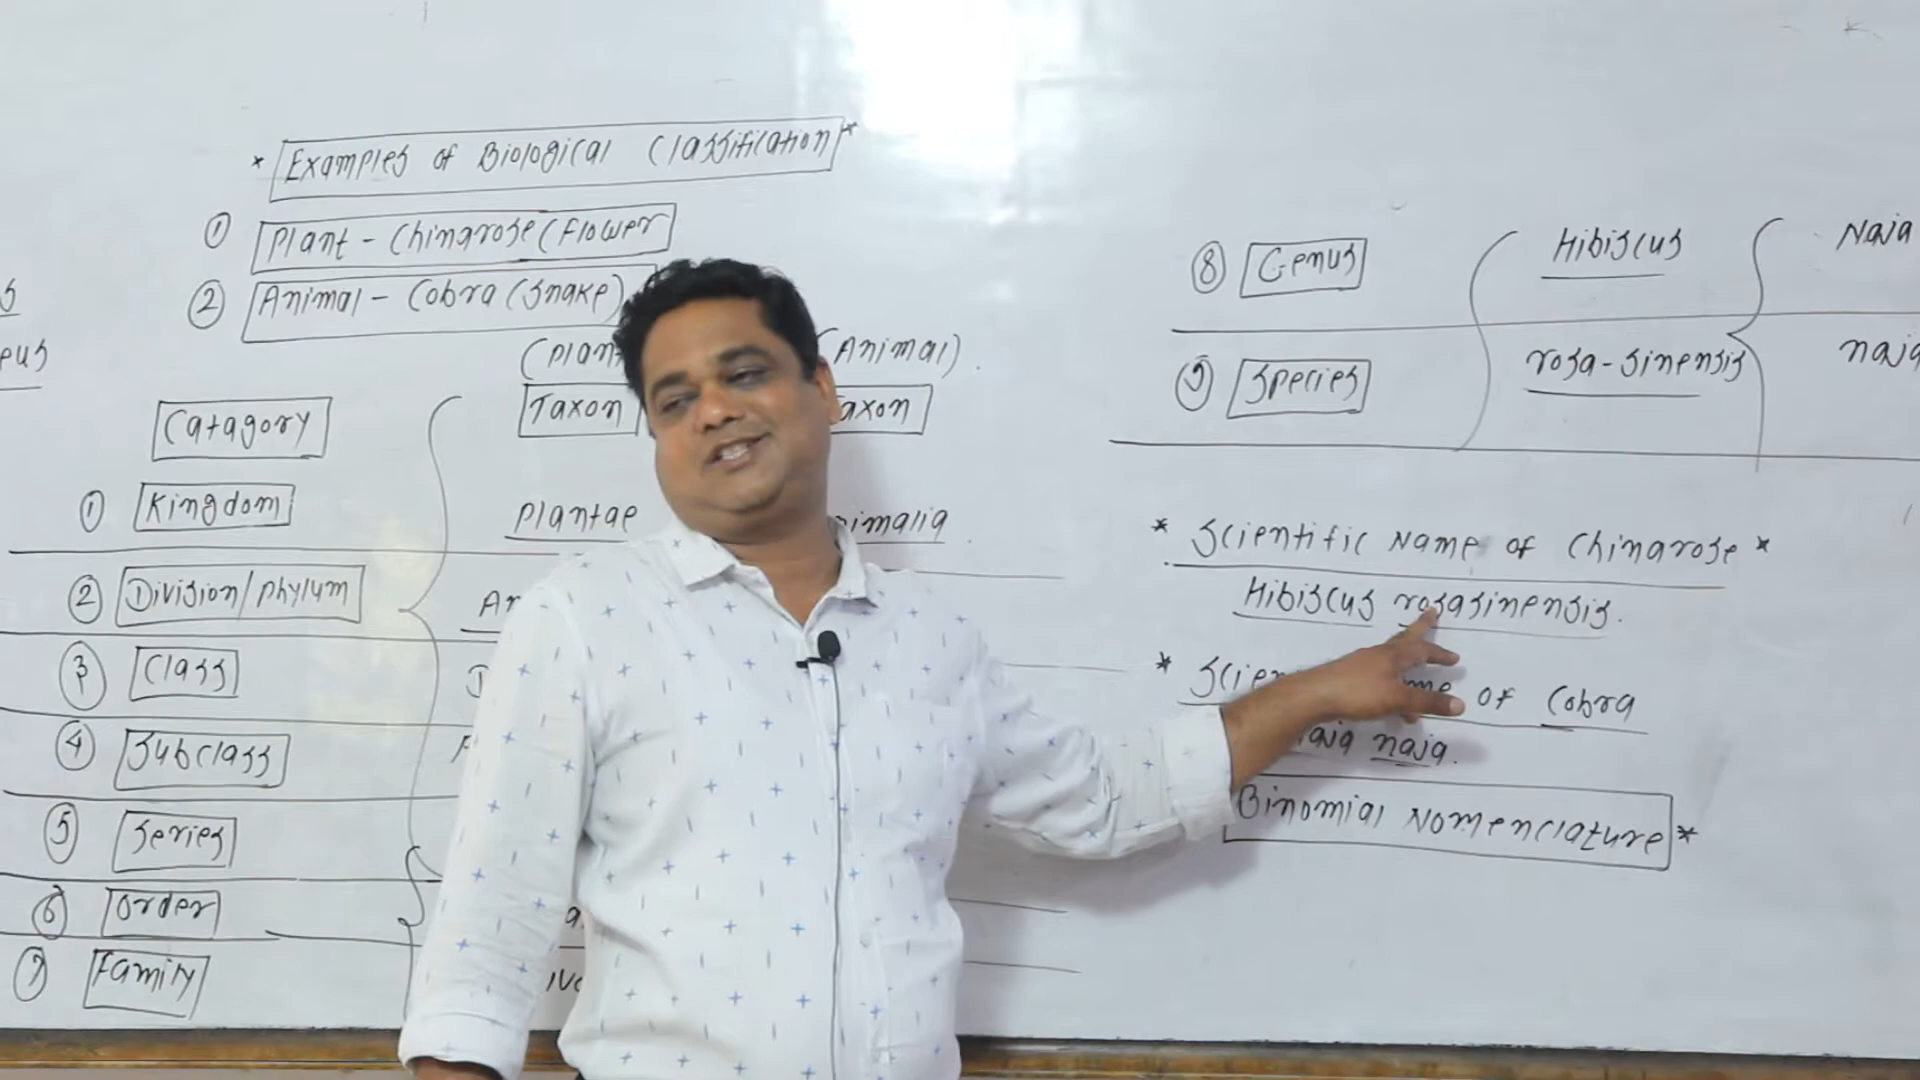 * Examples of Biological Classification *
① Plant - Chinarose (Flower
② Animal - Cobra (Snake)
(Animal).
Catagory
Taxon
① Kingdom
Plantae
② Division/Phylum
③ Class
④ Subclass
⑤ Series
⑥ Order
⑦ Family
⑧ Genus Hibiscus Naja
⑨ Species rosa-sinensis naja
* Scientific Name of Chinarose *
Hibiscus rosasinensis.
* of Cobra
naja.
Binomial Nomenclature *